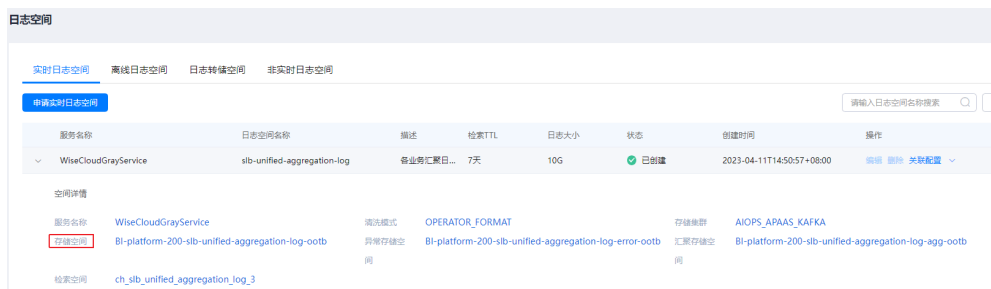 日志空间
实时日志空间 离线日志空间 日志转储空间 非实时日志空间
申请实时日志空间 请输入日志空间名称搜索
服务名称 日志空间名称 描述 检索TTL 日志大小 状态 创建时间 操作
WiseCloudGrayService slb-unified-aggregation-log 各业务汇聚日... 7天 10G 已创建 2023-04-11T14:50:57+08:00 编辑 删除 关联配置
空间详情
服务名称 WiseCloudGrayService 清洗模式 OPERATOR_FORMAT 存储集群 AIOPS_APAAS_KAFKA
存储空间 BI-platform-200-slb-unified-aggregation-log-ootb 异常存储空间 BI-platform-200-slb-unified-aggregation-log-error-ootb 汇聚存储空间 BI-platform-200-slb-unified-aggregation-log-agg-ootb
检索空间 ch_slb_unified_aggregation_log_3